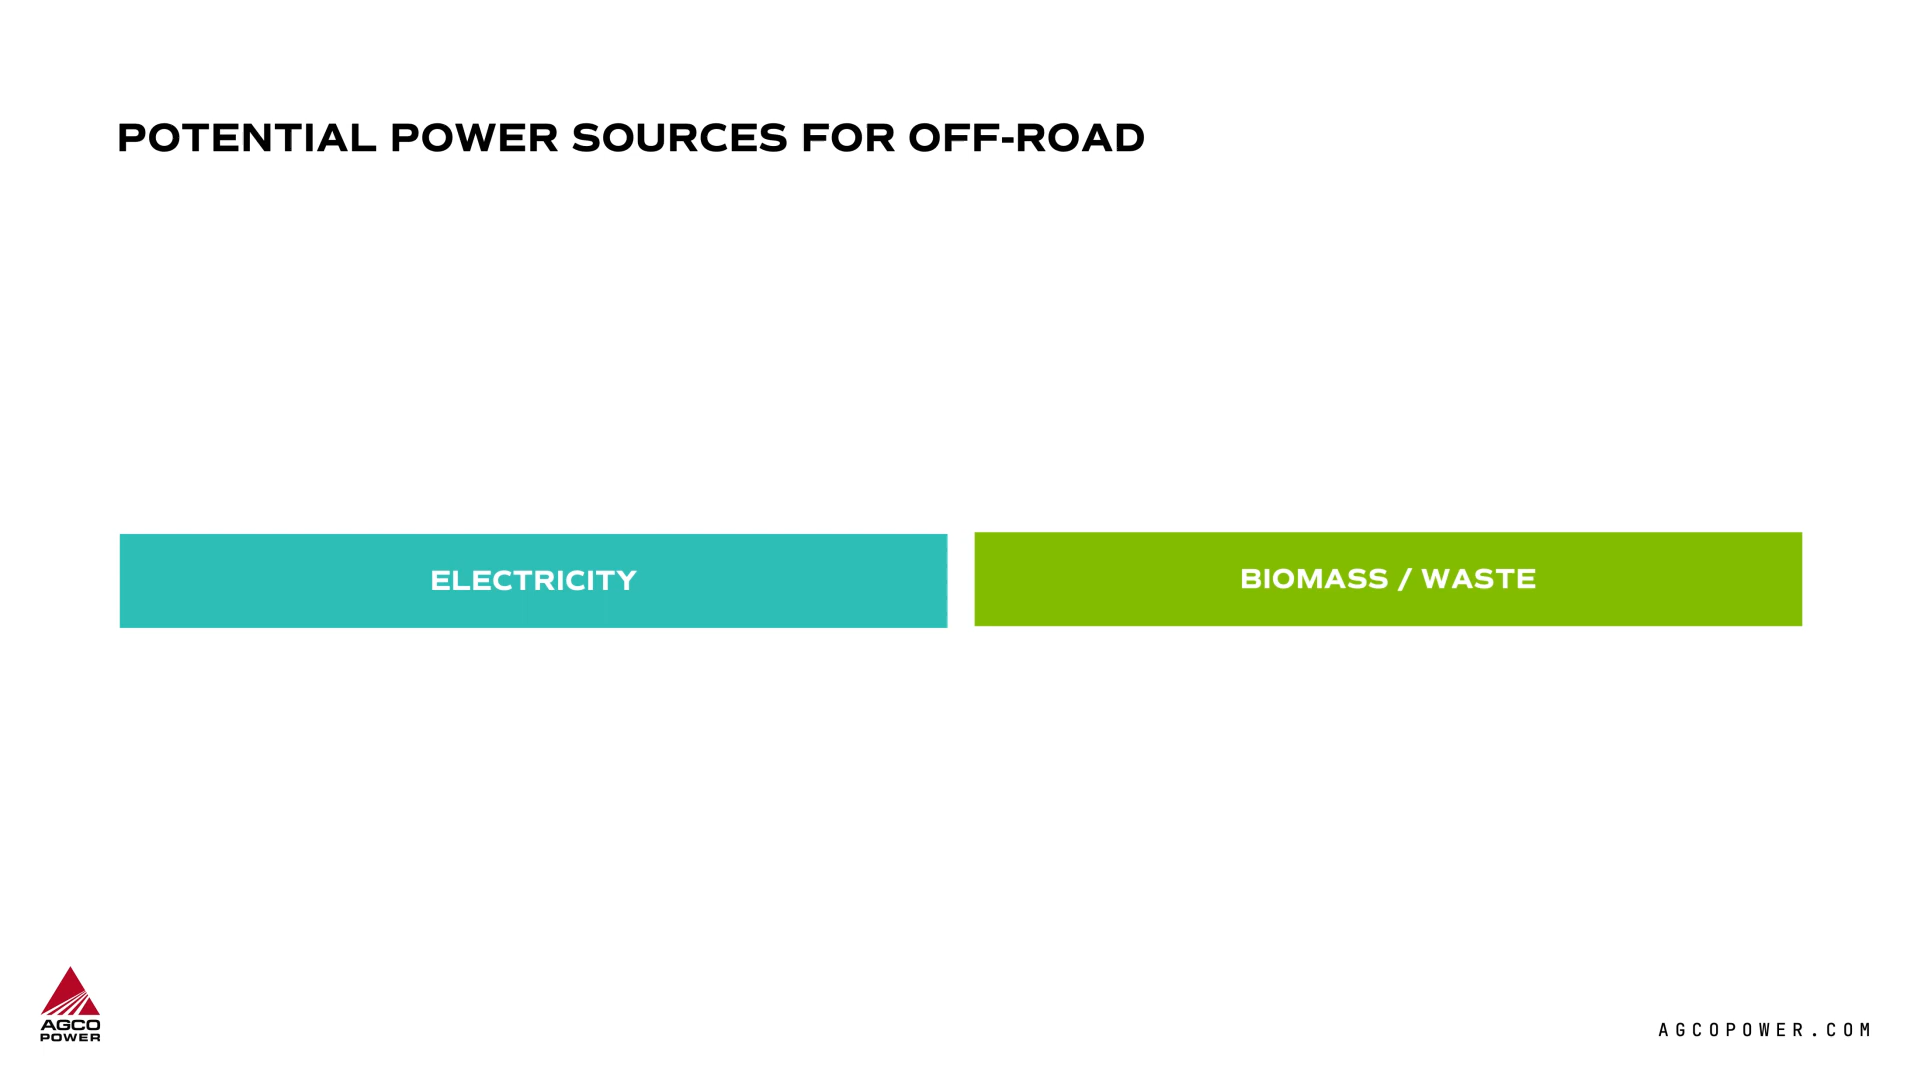 POTENTIAL POWER SOURCES FOR OFF-ROAD
ELECTRICITY
BIOMASS / WASTE
AGCO
POWER
AGCOPOWER.COM